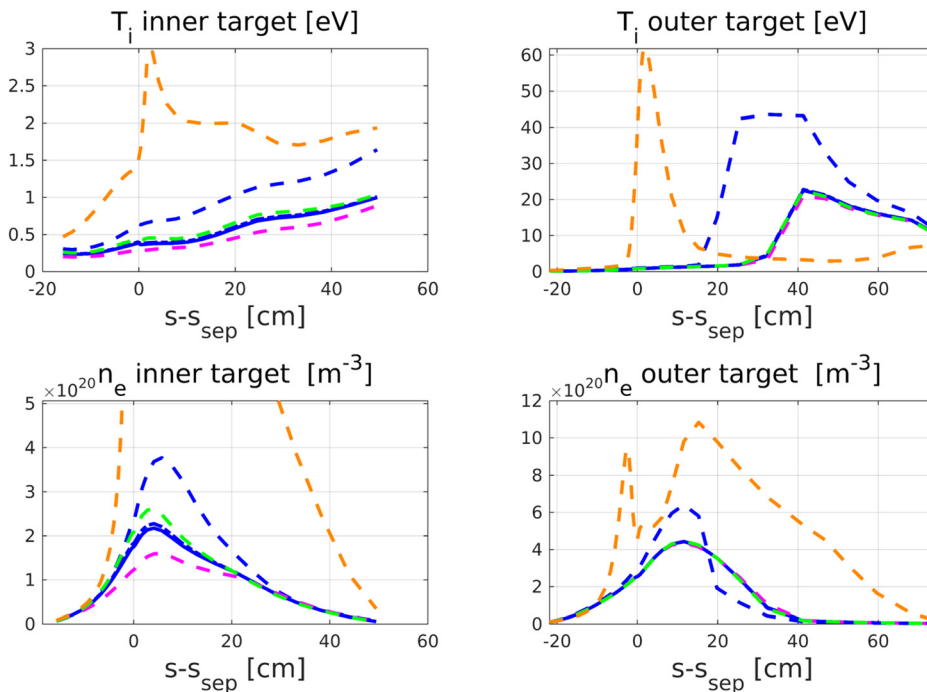 T_i inner target [eV]
3
2.5
2
1.5
1
0.5
0
-20 0 20 40 60
s-s_sep [cm]
T_i outer target [eV]
60
50
40
30
20
10
0
-20 0 20 40 60
s-s_sep [cm]
×10^20 n_e inner target [m^-3]
5
4
3
2
1
0
0 20 40 60
s-s_sep [cm]
×10^20 n_e outer target [m^-3]
12
10
8
6
4
2
0
-20 0 20 40 60
s-s_sep [cm]